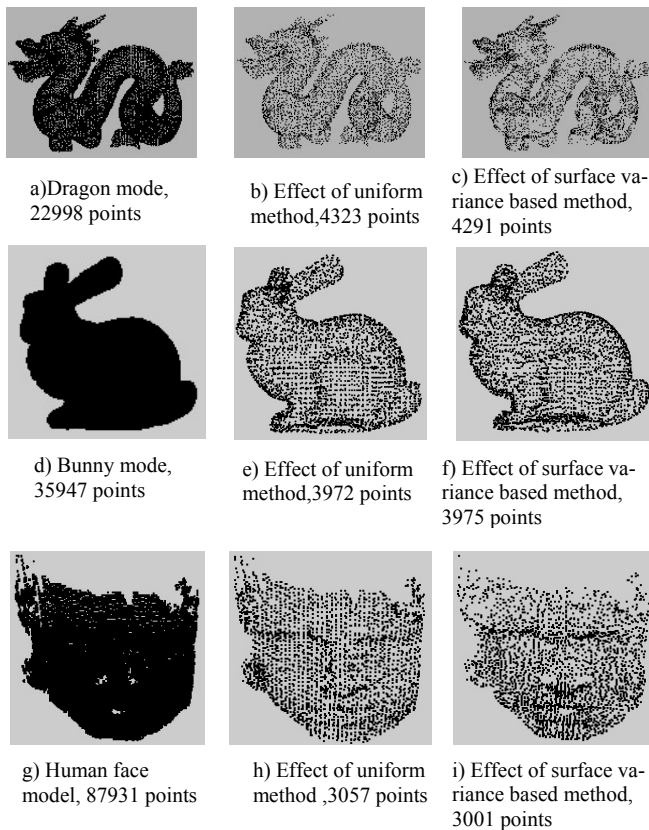 a)Dragon mode,
22998 points
b) Effect of uniform
method,4323 points
c) Effect of surface va-
riance based method,
4291 points
d) Bunny mode,
35947 points
e) Effect of uniform
method,3972 points
f) Effect of surface va-
riance based method,
3975 points
g) Human face
model, 87931 points
h) Effect of uniform
method ,3057 points
i) Effect of surface va-
riance based method,
3001 points